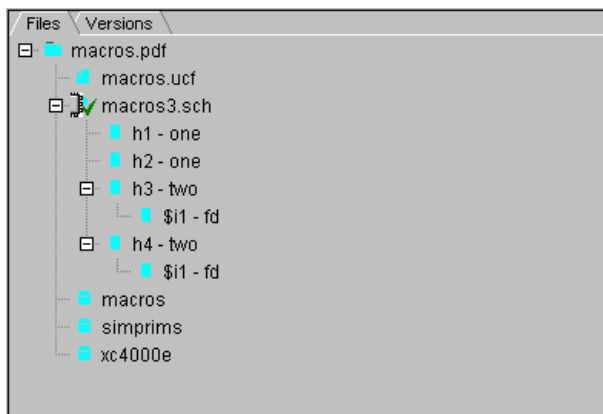 Files Versions
macros.pdf
macros.ucf
macros3.sch
h1 - one
h2 - one
h3 - two
$i1 - fd
h4 - two
$i1 - fd
macros
simprims
xc4000e